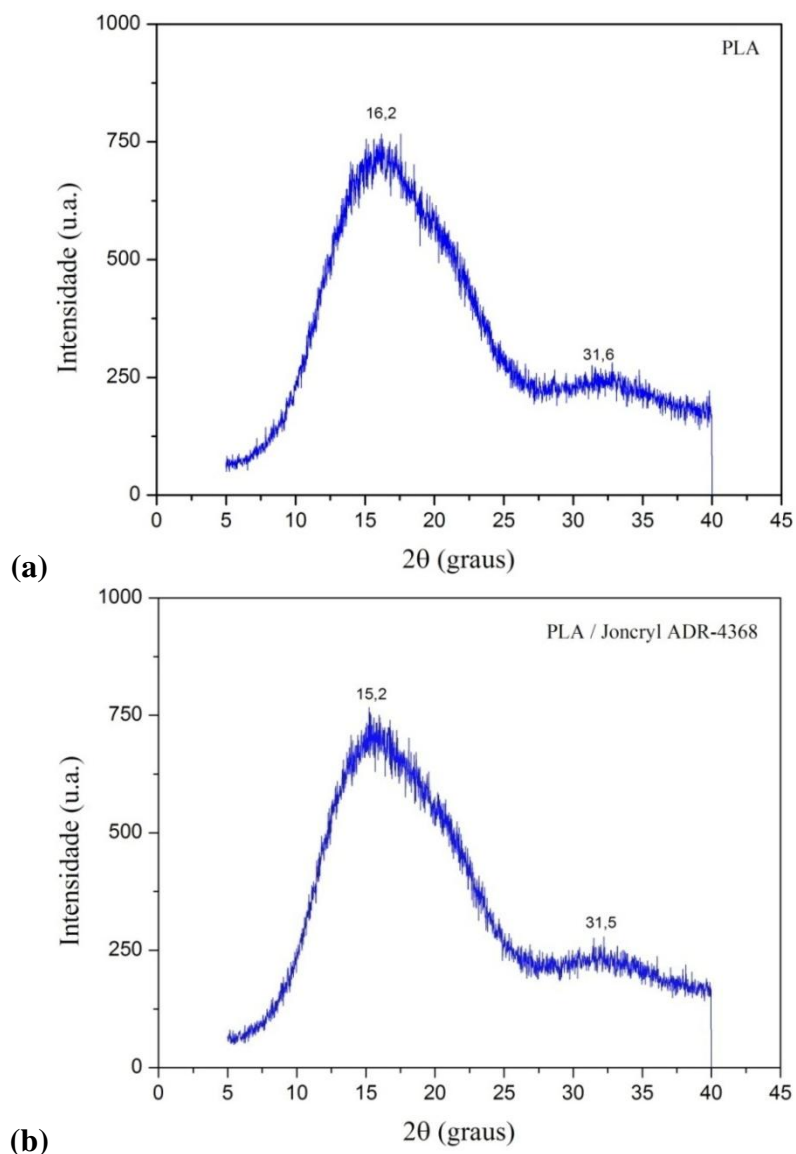 1000
PLA
750
16,2
Intensidade (u.a.)
500
250
31,6
0
0 5 10 15 20 25 30 35 40 45
2θ (graus)
(a)
1000
PLA / Joncryl ADR-4368
750
15,2
Intensidade (u.a.)
500
250
31,5
0
0 5 10 15 20 25 30 35 40 45
2θ (graus)
(b)